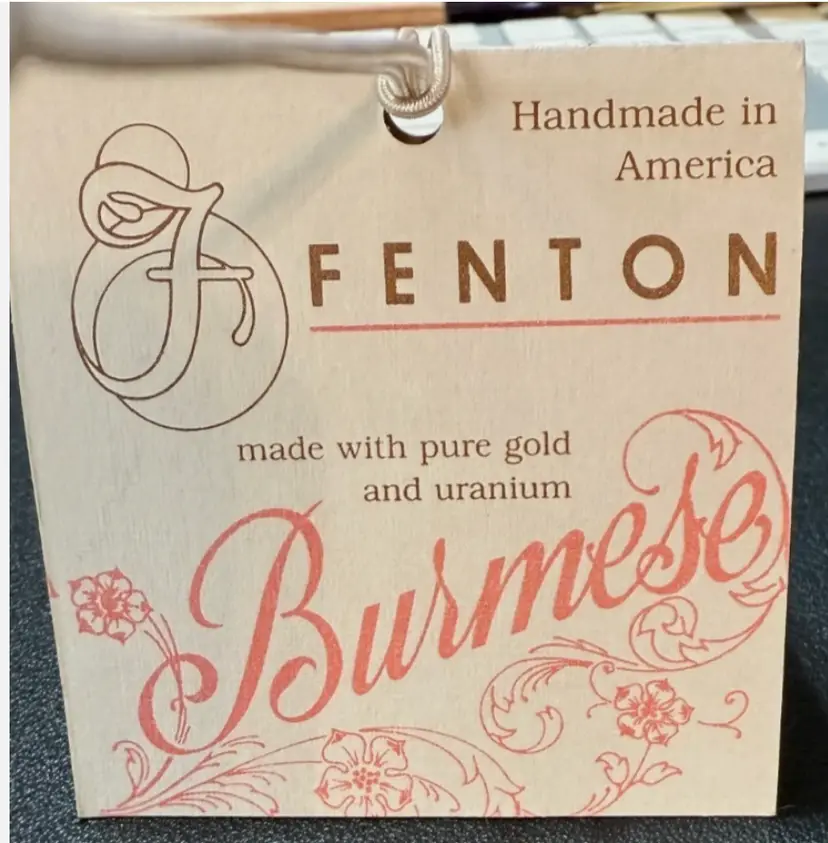 Handmade in
America
F
FENTON
made with pure gold
and uranium
Burmese